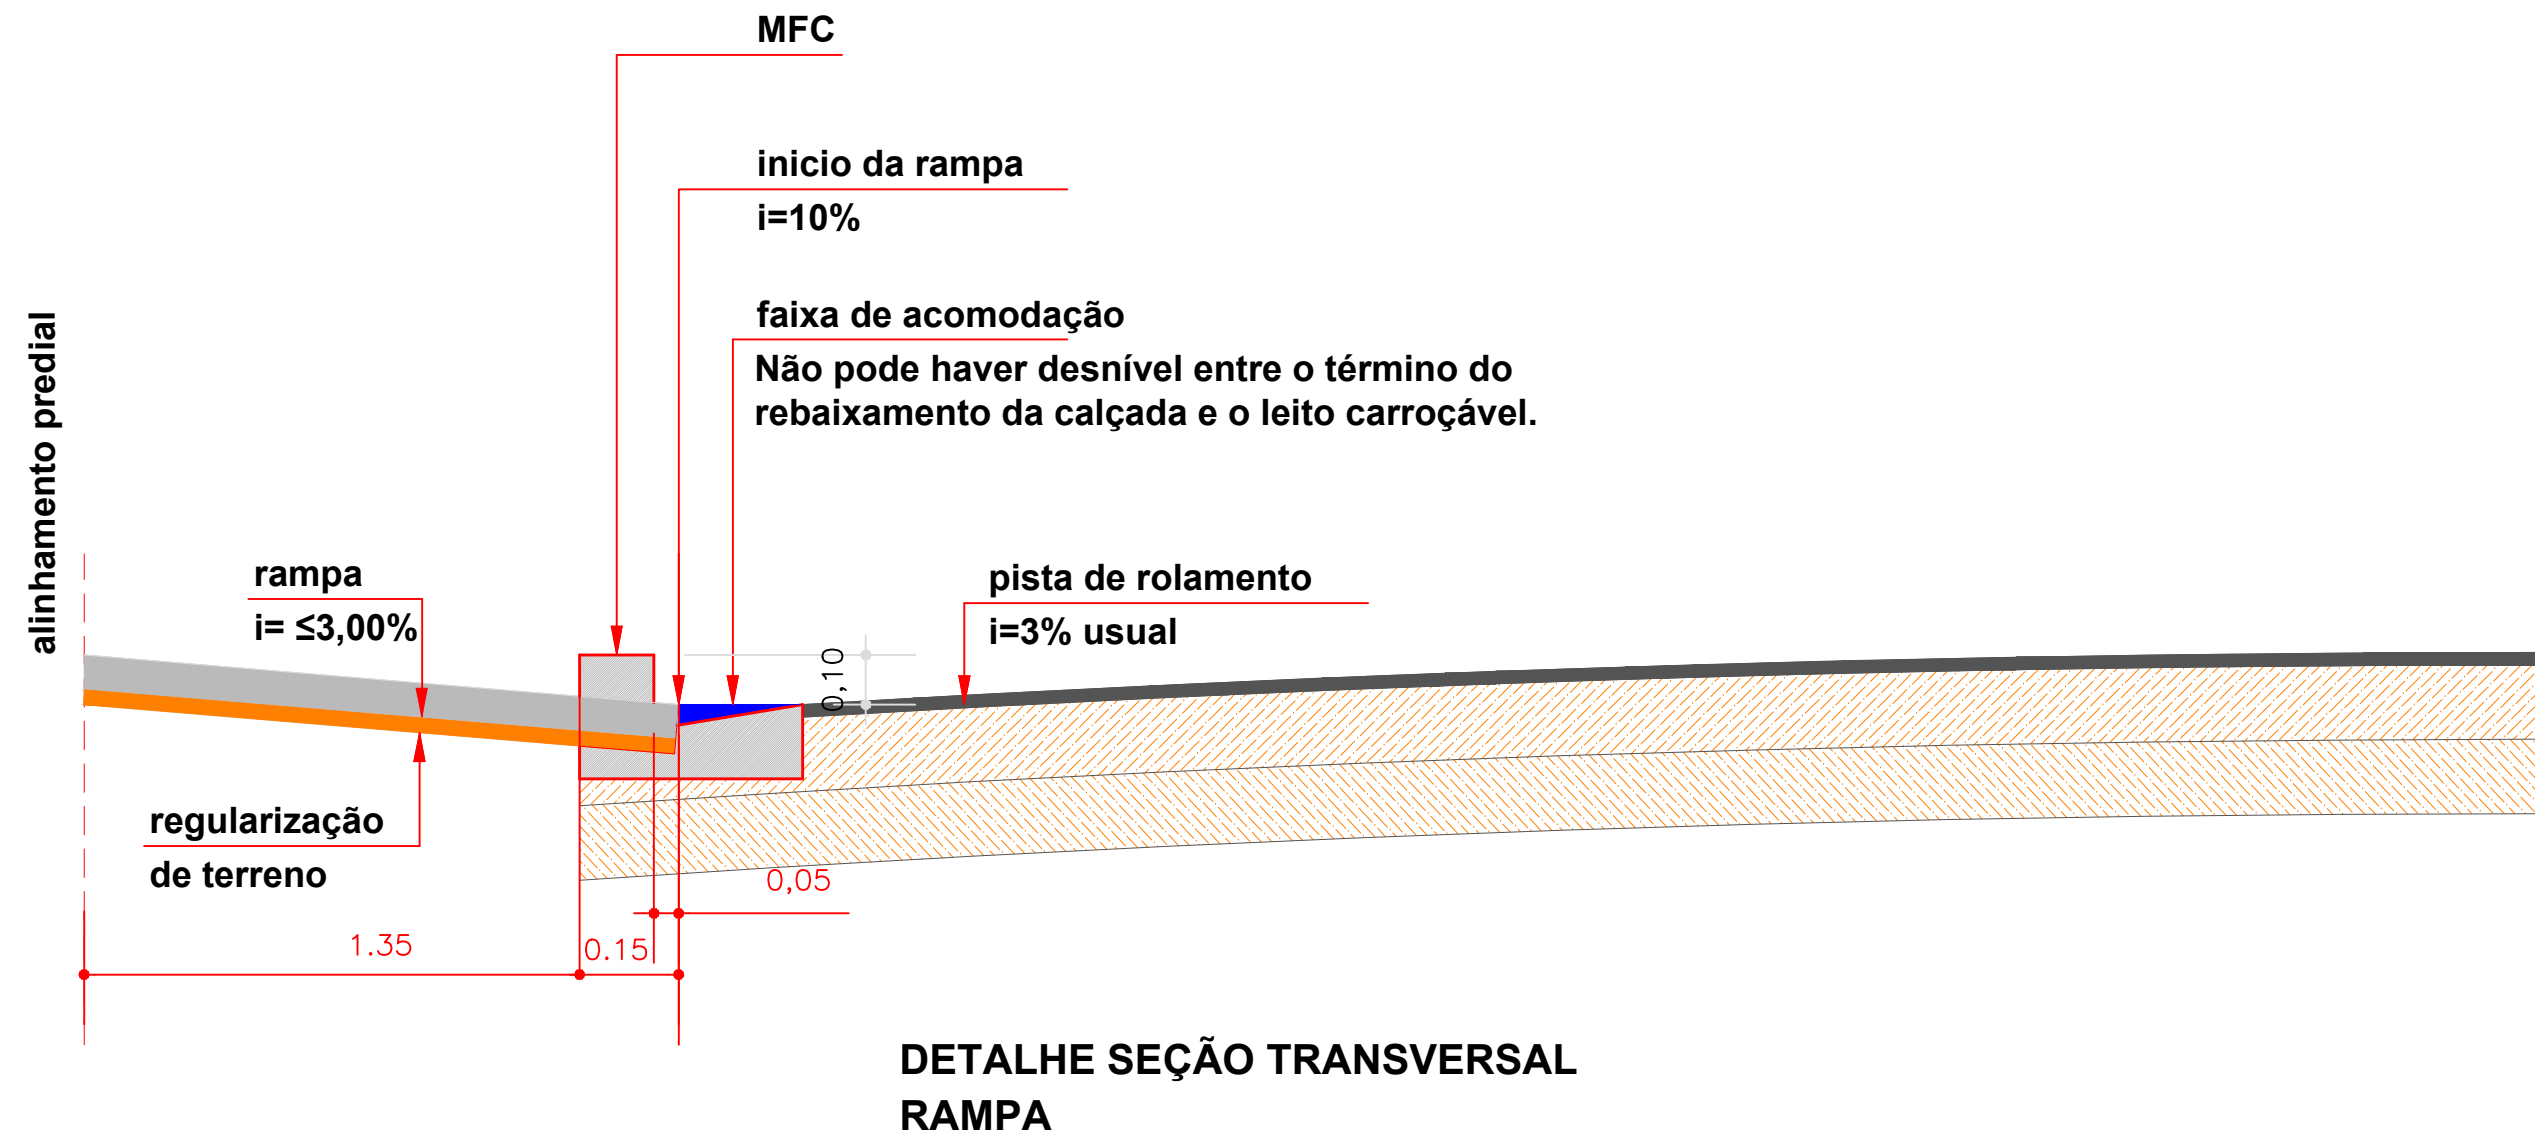 MFC
inicio da rampa
i=10%
faixa de acomodação
Não pode haver desnível entre o término do
rebaixamento da calçada e o leito carroçável.
alinhamento predial
rampa
i= ≤3,00%
pista de rolamento
i=3% usual
0,10
regularização
de terreno
0,05
1.35
0.15
DETALHE SEÇÃO TRANSVERSAL
RAMPA